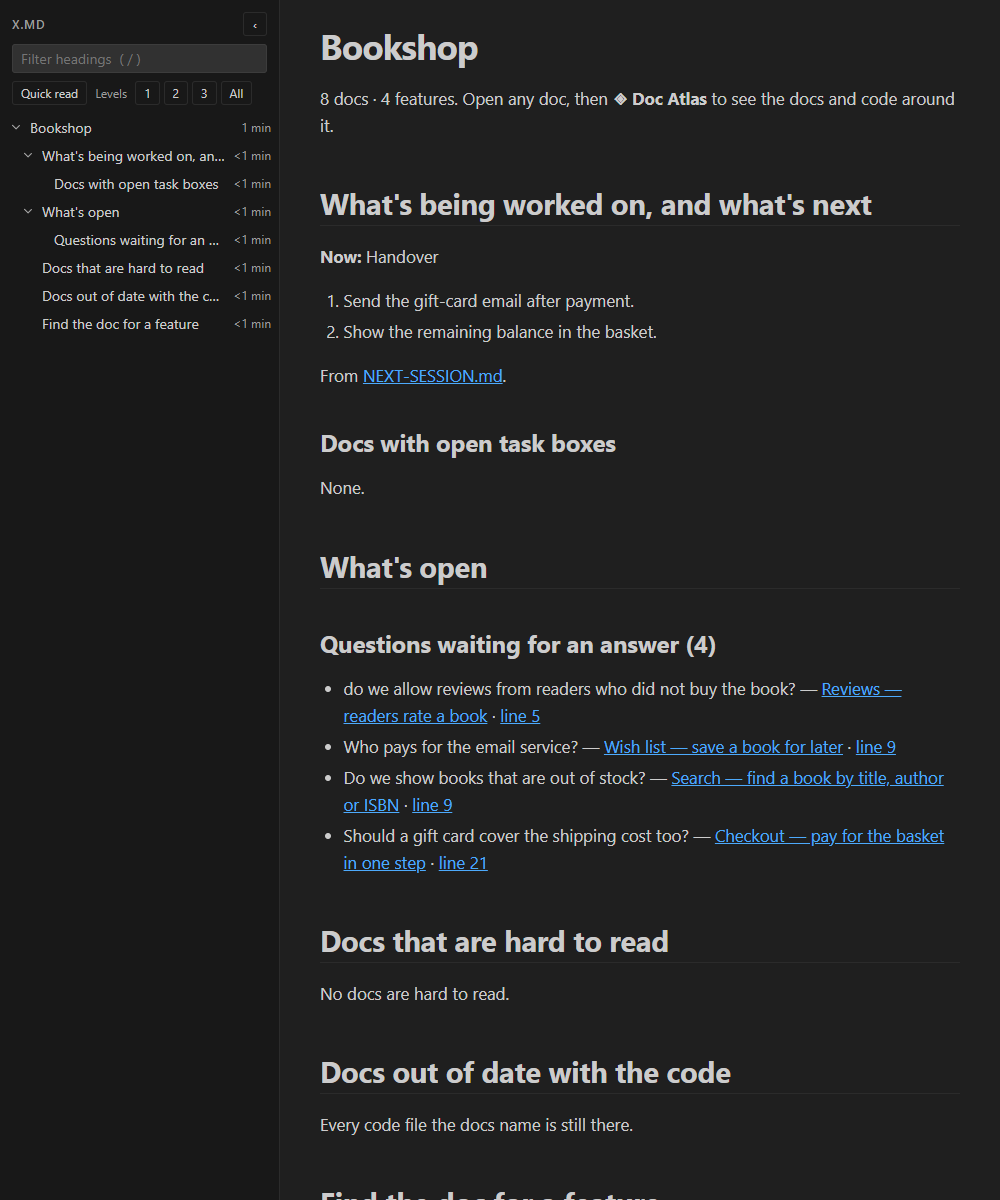 X.MD
‹
Filter headings ( / )
Quick read Levels 1 2 3 All
Bookshop 1 min
What's being worked on, an... <1 min
Docs with open task boxes <1 min
What's open <1 min
Questions waiting for an ... <1 min
Docs that are hard to read <1 min
Docs out of date with the c... <1 min
Find the doc for a feature <1 min
Bookshop
8 docs · 4 features. Open any doc, then ◈ Doc Atlas to see the docs and code around
it.
What's being worked on, and what's next
Now: Handover
1. Send the gift-card email after payment.
2. Show the remaining balance in the basket.
From NEXT-SESSION.md.
Docs with open task boxes
None.
What's open
Questions waiting for an answer (4)
• do we allow reviews from readers who did not buy the book? — Reviews —
readers rate a book · line 5
• Who pays for the email service? — Wish list — save a book for later · line 9
• Do we show books that are out of stock? — Search — find a book by title, author
or ISBN · line 9
• Should a gift card cover the shipping cost too? — Checkout — pay for the basket
in one step · line 21
Docs that are hard to read
No docs are hard to read.
Docs out of date with the code
Every code file the docs name is still there.
Find the doc for a feature